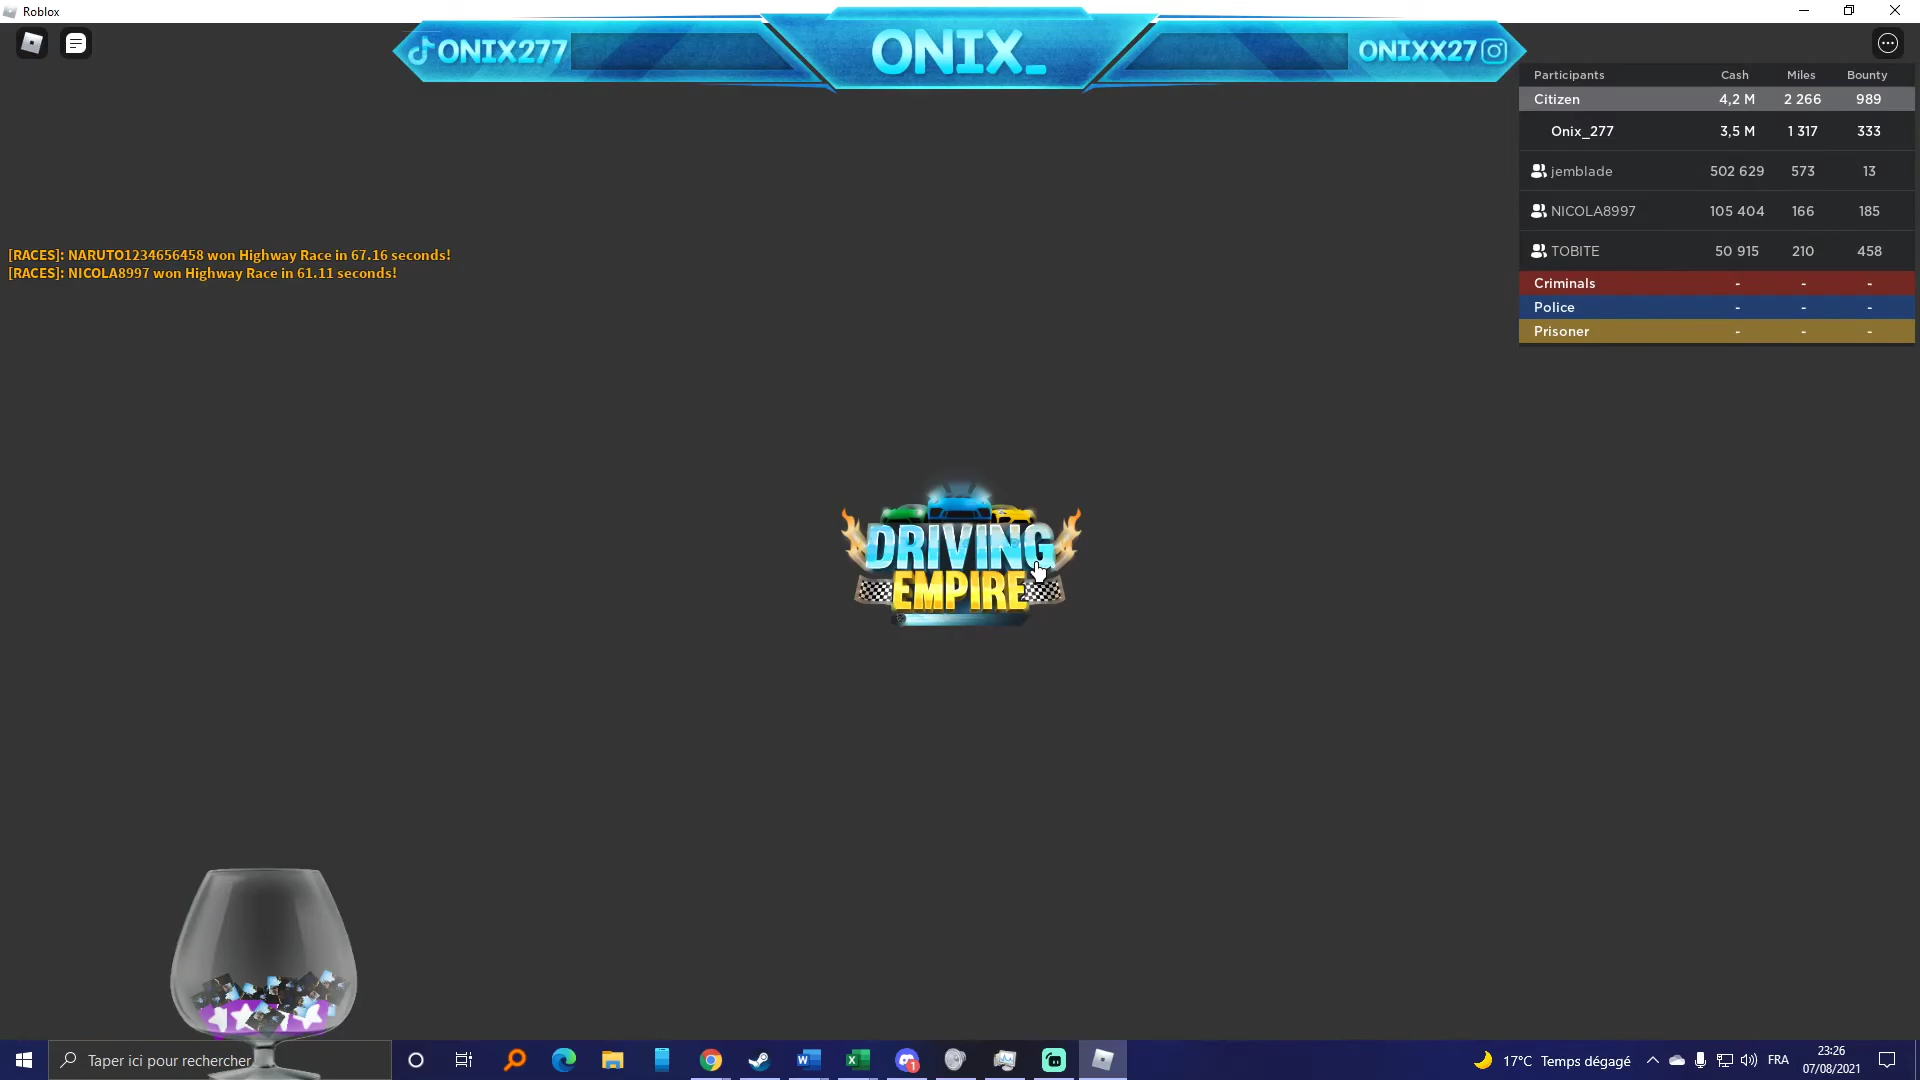 Roblox
ONIX277
ONIX_
ONIXX27
Participants Cash Miles Bounty
Citizen 4,2 M 2 266 989
Onix_277 3,5 M 1 317 333
jemblade 502 629 573 13
NICOLA8997 105 404 166 185
TOBITE 50 915 210 458
Criminals - - -
Police - - -
Prisoner - - -
[RACES]: NARUTO1234656458 won Highway Race in 67.16 seconds!
[RACES]: NICOLA8997 won Highway Race in 61.11 seconds!
DRIVING
EMPIRE
Taper ici pour rechercher
1
17°C Temps dégagé
FRA
23:26
07/08/2021